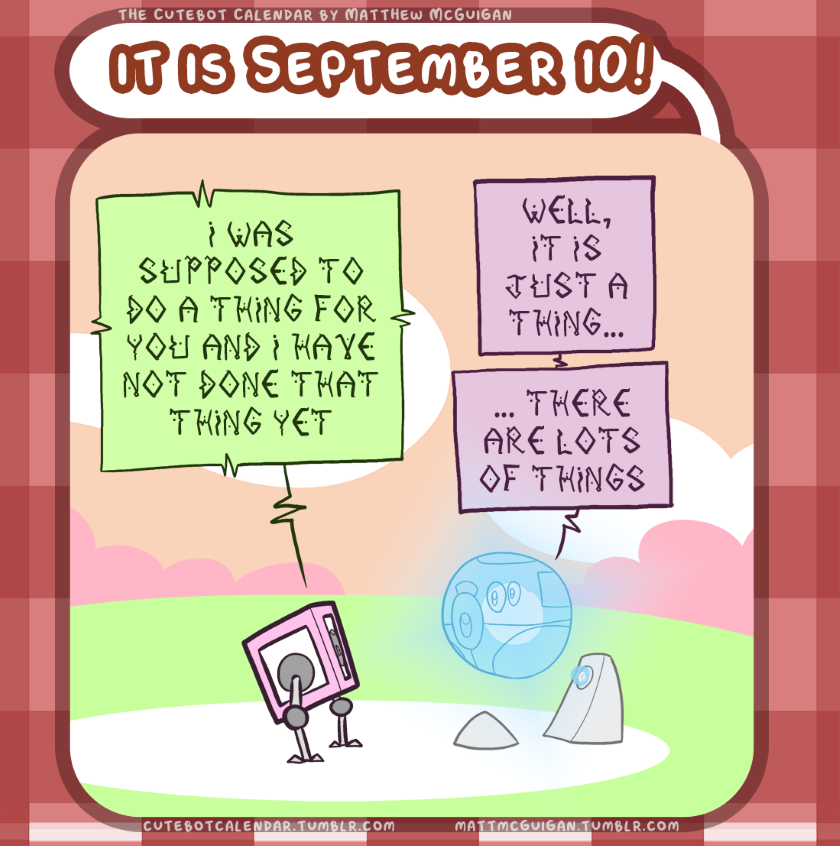 THE CUTEBOT CALENDAR BY MATTHEW MCGUIGAN
IT IS SEPTEMBER 10!
I WAS
SUPPOSED TO
DO A THING FOR
YOU AND I HAVE
NOT DONE THAT
THING YET
WELL,
IT IS
JUST A
THING...
... THERE
ARE LOTS
OF THINGS
CUTEBOTCALENDAR.TUMBLR.COM
MATTMCGUIGAN.TUMBLR.COM